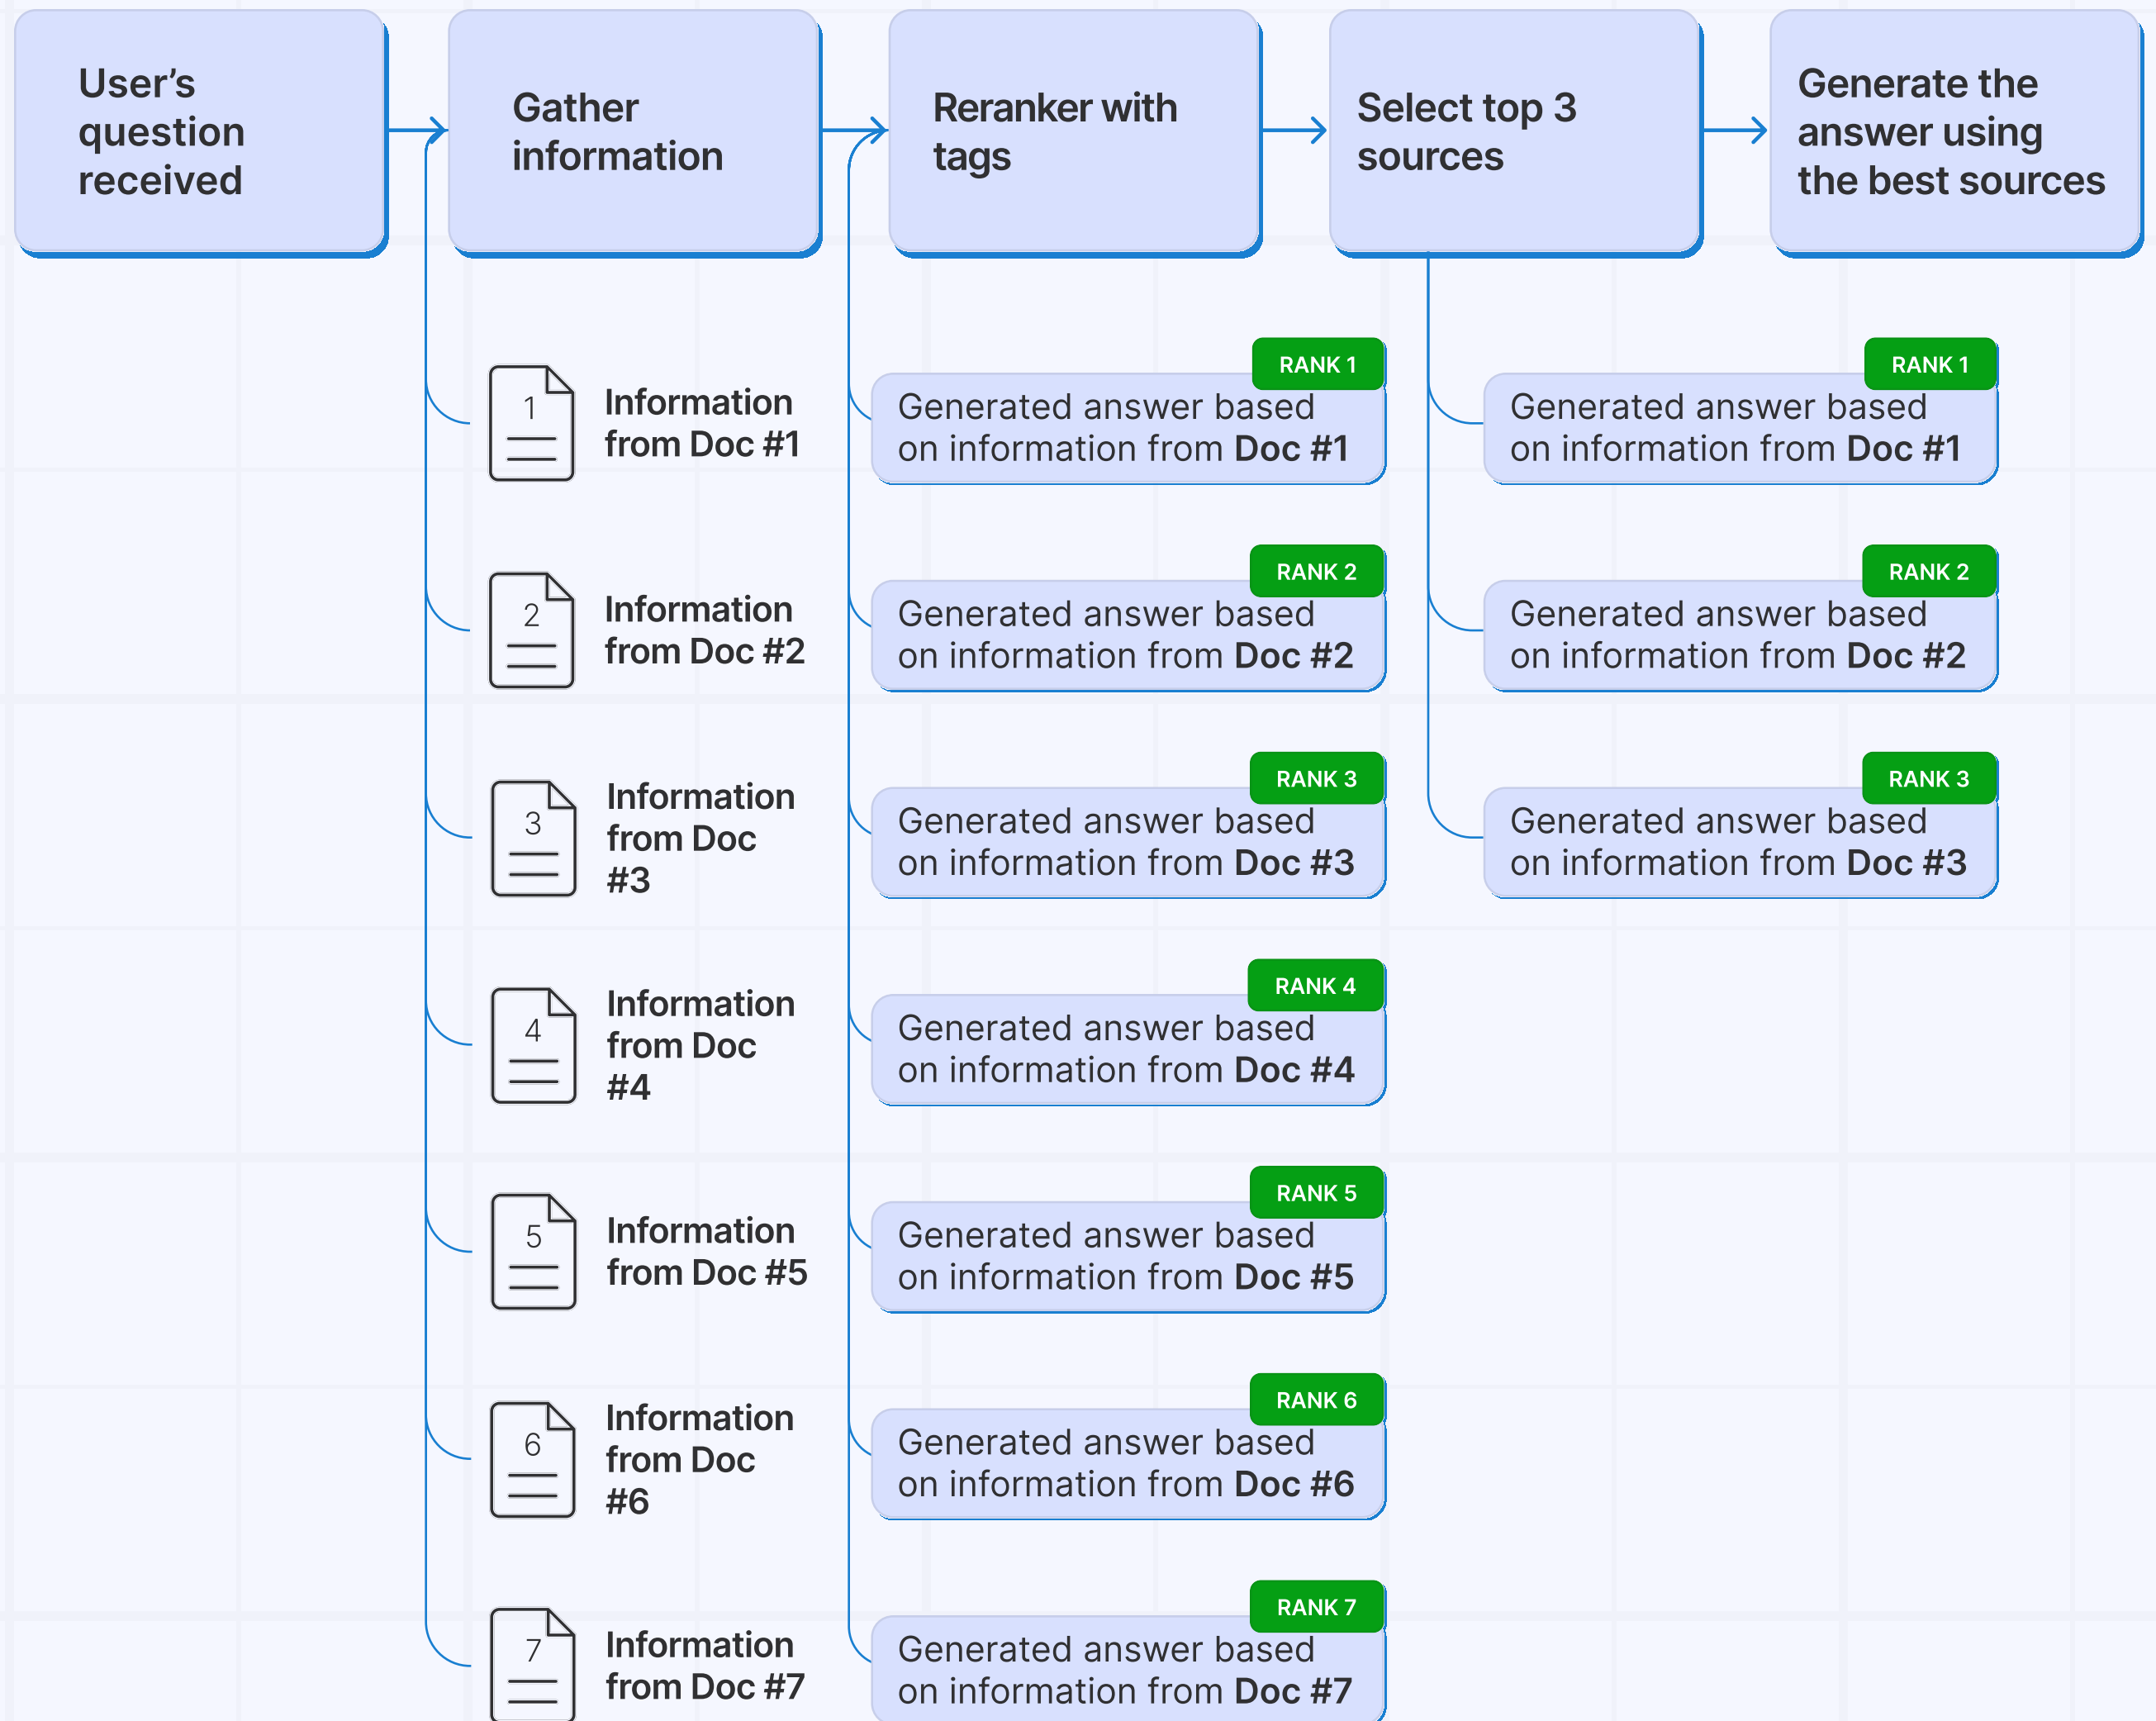 User’s
question
received
Gather
information
Reranker with
tags
Select top 3
sources
Generate the
answer using
the best sources
1
Information
from Doc #1
RANK 1
Generated answer based
on information from Doc #1
RANK 1
Generated answer based
on information from Doc #1
2
Information
from Doc #2
RANK 2
Generated answer based
on information from Doc #2
RANK 2
Generated answer based
on information from Doc #2
3
Information
from Doc
#3
RANK 3
Generated answer based
on information from Doc #3
RANK 3
Generated answer based
on information from Doc #3
4
Information
from Doc
#4
RANK 4
Generated answer based
on information from Doc #4
5
Information
from Doc #5
RANK 5
Generated answer based
on information from Doc #5
6
Information
from Doc
#6
RANK 6
Generated answer based
on information from Doc #6
7
Information
from Doc #7
RANK 7
Generated answer based
on information from Doc #7